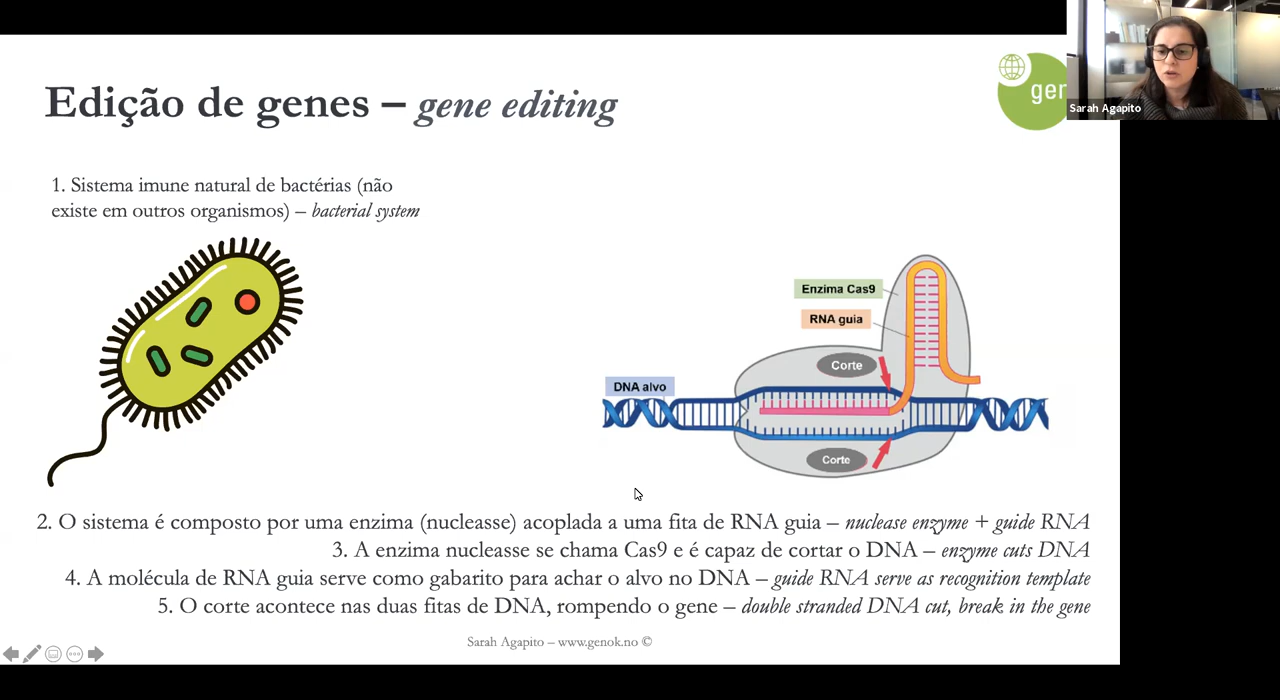 Edição de genes – gene editing
gen
Sarah Agapito
1. Sistema imune natural de bactérias (não
existe em outros organismos) – bacterial system
Enzima Cas9
RNA guia
Corte
DNA alvo
Corte
2. O sistema é composto por uma enzima (nucleasse) acoplada a uma fita de RNA guia – nuclease enzyme + guide RNA
3. A enzima nucleasse se chama Cas9 e é capaz de cortar o DNA – enzyme cuts DNA
4. A molécula de RNA guia serve como gabarito para achar o alvo no DNA – guide RNA serve as recognition template
5. O corte acontece nas duas fitas de DNA, rompendo o gene – double stranded DNA cut, break in the gene
Sarah Agapito – www.genok.no ©